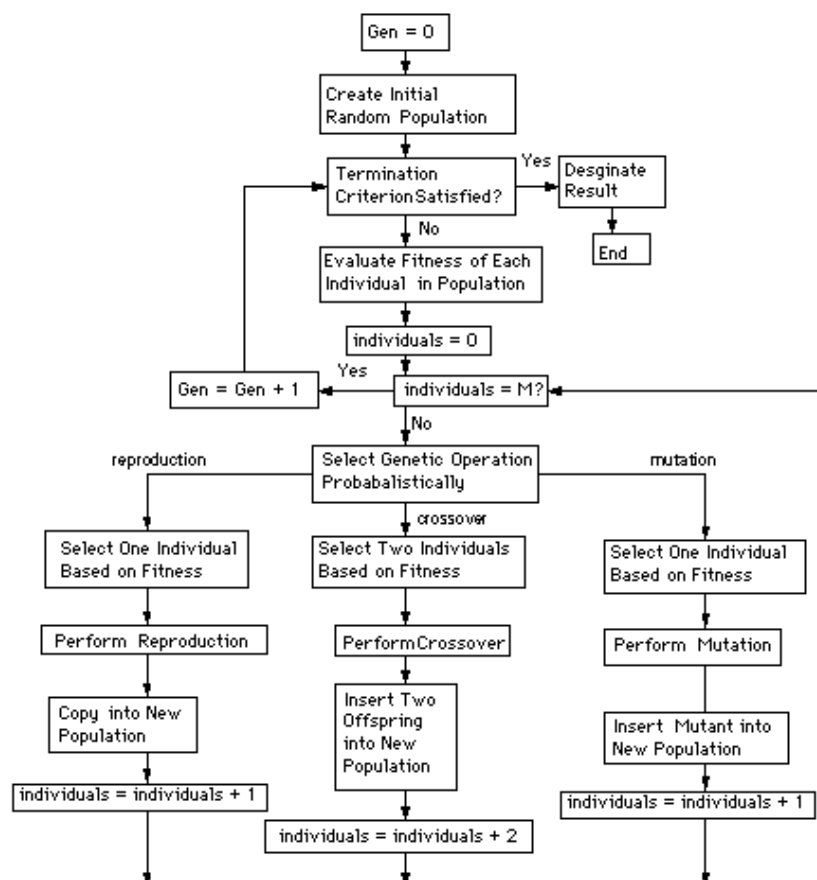 Gen = 0
Create Initial
Random Population
Termination
Criterion Satisfied?
Yes
Desginate
Result
End
No
Evaluate Fitness of Each
Individual in Population
individuals = 0
Gen = Gen + 1
Yes
individuals = M?
No
reproduction
Select Genetic Operation
Probabalistically
mutation
crossover
Select One Individual
Based on Fitness
Select Two Individuals
Based on Fitness
Select One Individual
Based on Fitness
Perform Reproduction
Perform Crossover
Perform Mutation
Copy into New
Population
Insert Two
Offspring
into New
Population
Insert Mutant into
New Population
individuals = individuals + 1
individuals = individuals + 2
individuals = individuals + 1